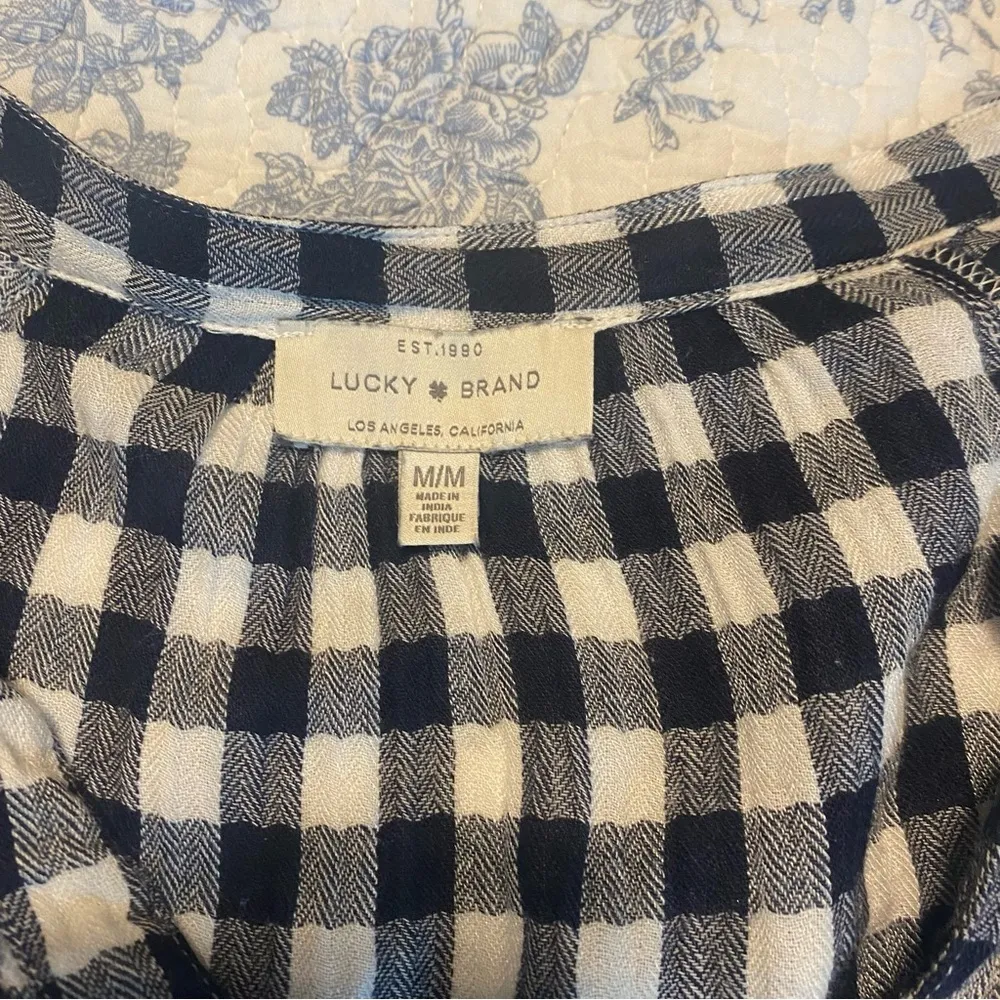 EST.1990
LUCKY BRAND
LOS ANGELES, CALIFORNIA
M/M
MADE IN
INDIA
FABRIQUE
EN INDE